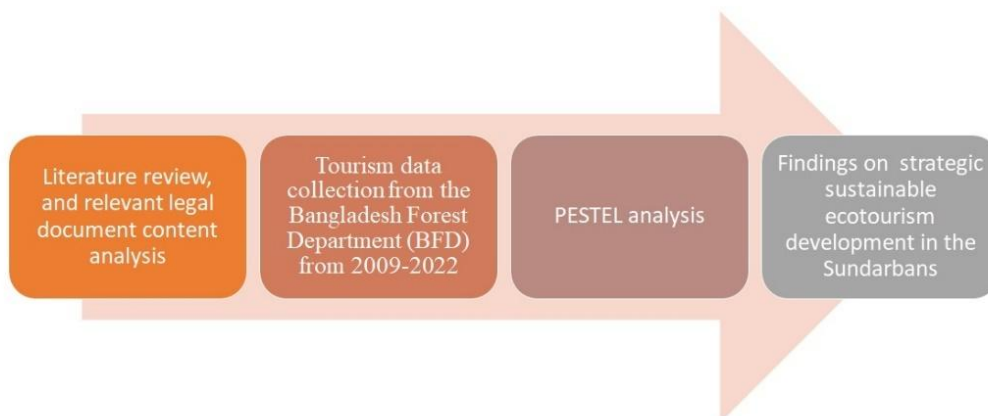 Literature review,
and relevant legal
document content
analysis
Tourism data
collection from the
Bangladesh Forest
Department (BFD)
from 2009-2022
PESTEL analysis
Findings on strategic
sustainable
ecotourism
development in the
Sundarbans